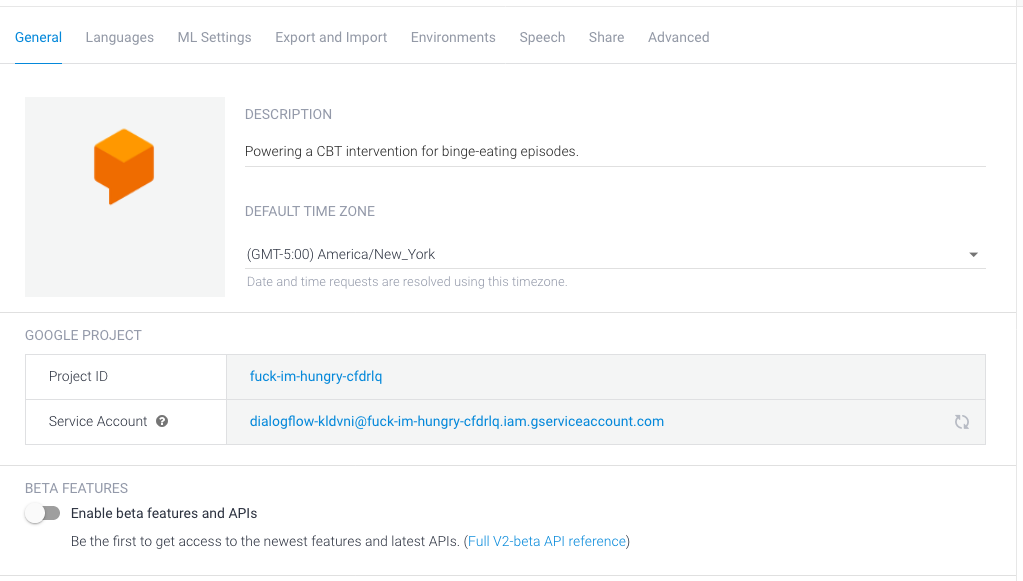 General Languages ML Settings Export and Import Environments Speech Share Advanced
DESCRIPTION
Powering a CBT intervention for binge-eating episodes.
DEFAULT TIME ZONE
(GMT-5:00) America/New_York
Date and time requests are resolved using this timezone.
GOOGLE PROJECT
Project ID fuck-im-hungry-cfdrlq
Service Account ? dialogflow-kldvni@fuck-im-hungry-cfdrlq.iam.gserviceaccount.com
BETA FEATURES
Enable beta features and APIs
Be the first to get access to the newest features and latest APIs. (Full V2-beta API reference)